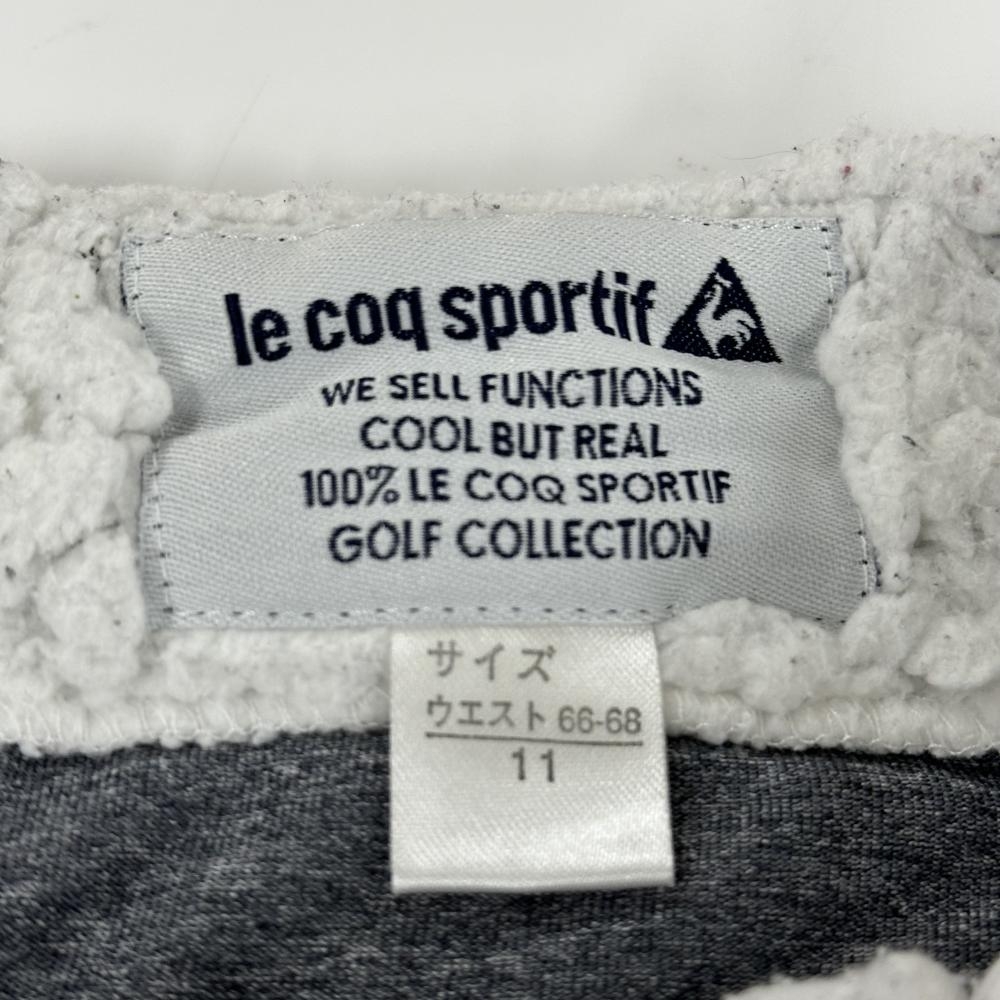 le coq sportif
WE SELL FUNCTIONS
COOL BUT REAL
100% LE COQ SPORTIF
GOLF COLLECTION
サイズ
ウエスト 66-68
11